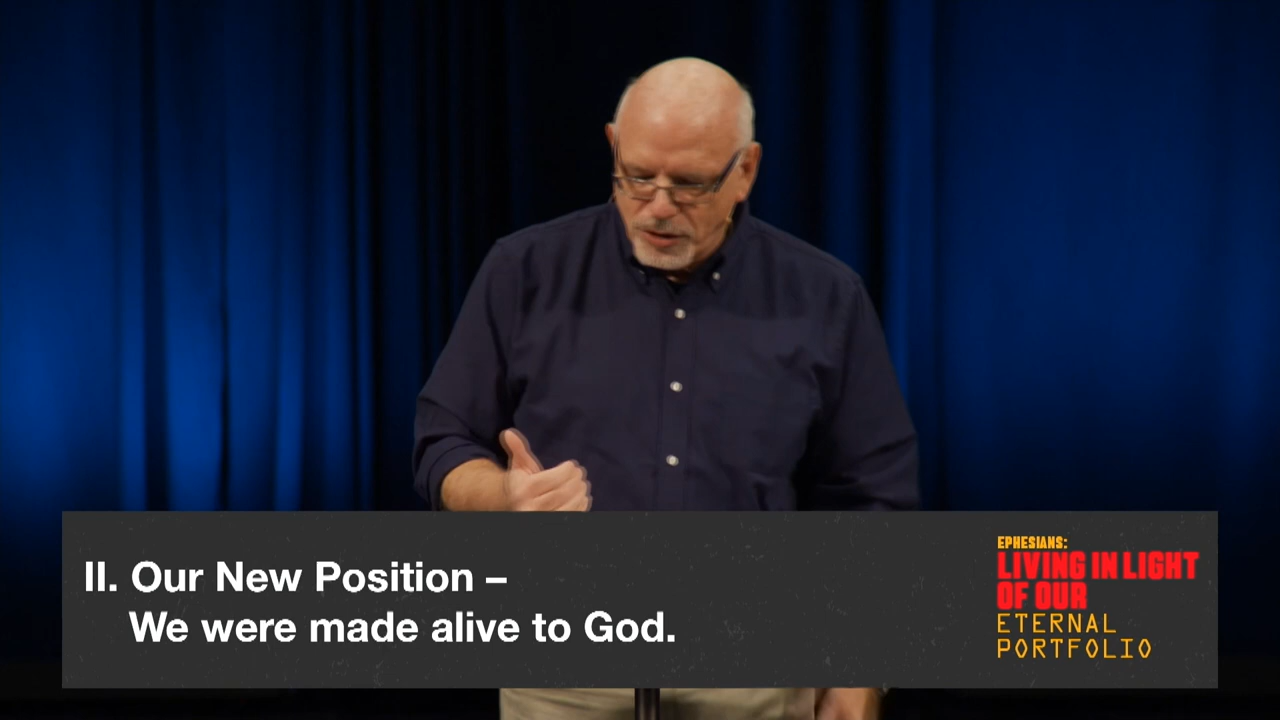 II. Our New Position –
We were made alive to God.
EPHESIANS:
LIVING IN LIGHT
OF OUR
ETERNAL
PORTFOLIO